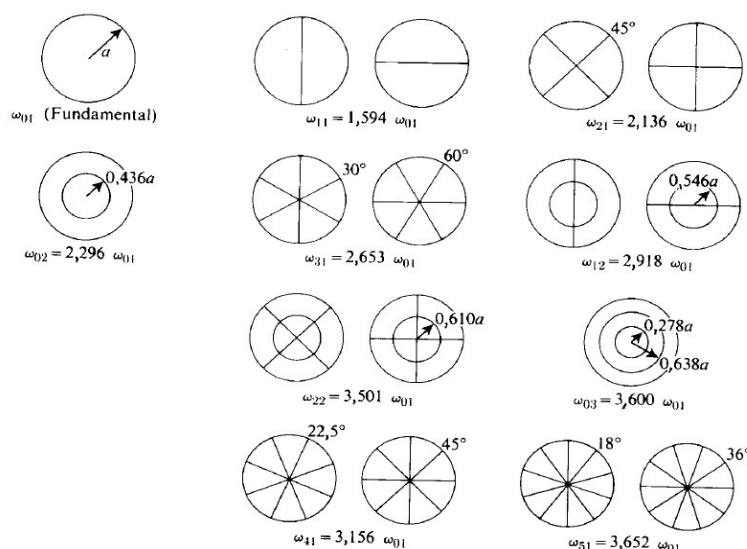 a
ω01 (Fundamental)
ω11 = 1,594 ω01
45°
ω21 = 2,136 ω01
0,436a
ω02 = 2,296 ω01
30°
60°
ω31 = 2,653 ω01
0,546a
ω12 = 2,918 ω01
0,610a
ω22 = 3,501 ω01
0,278a
0,638a
ω03 = 3,600 ω01
22,5°
45°
ω41 = 3,156 ω01
18°
36°
ω51 = 3,652 ω01